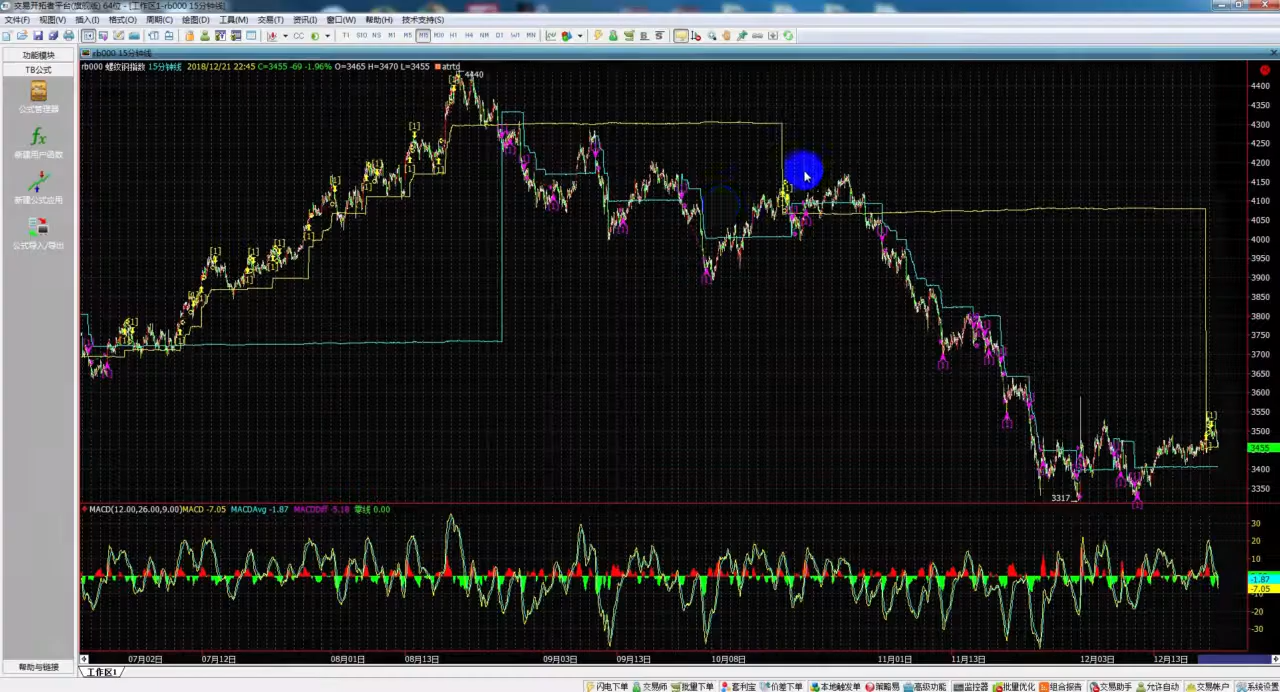 交易开拓者平台(旗舰版) 64位 - [工作区1-rb000 15分钟线]
文件(F) 视图(V) 插入(I) 格式(O) 周期(C) 绘图(D) 工具(M) 交易(T) 资讯(I) 窗口(W) 帮助(H) 技术支持(S)
功能模块
TB公式
公式管理器
新建用户函数
新建公式应用
公式导入/导出
帮助与链接
rb000 15分钟线
rb000 螺纹钢指数 15分钟线 2018/12/21 22:45 C=3455 -69 -1.96% O=3465 H=3470 L=3455 atrtd
4440
3317
4400
4350
4300
4250
4200
4150
4100
4050
4000
3950
3900
3850
3800
3750
3700
3650
3600
3550
3500
3455
3400
3350
MACD(12.00,26.00,9.00) MACD -7.05 MACDAvg -1.87 MACDDiff -5.18 零线 0.00
30
20
10
-1.87
-7.05
-20
-30
07月02日 07月12日 08月01日 08月13日 09月03日 09月13日 10月08日 11月01日 11月13日 12月03日 12月13日
工作区1
闪电下单 交易师 批量下单 套利宝 价差下单 本地触发单 策略易 高级功能 监控器 批量优化 组合报告 交易助手 允许自动 交易帐户 系统设置